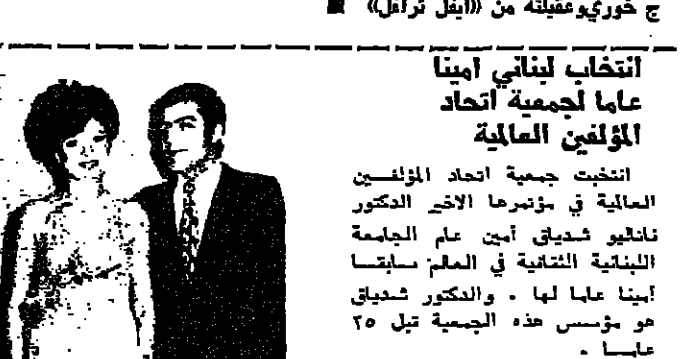 ج خوري وعقيلته من «ايغل ترافل»
انتخاب لبناني امينا
عاما لجمعية اتحاد
المؤلفين العالمية
انتخبت جمعية اتحاد المؤلفين
العالمية في مؤتمرها الاخير الدكتور
ناتاليو شدياق أمين عام الجامعة
اللبنانية الثقافية في العالم سابقا
امينا عاما لها . والدكتور شدياق
هو مؤسس هذه الجمعية قبل ٢٥
عاما .